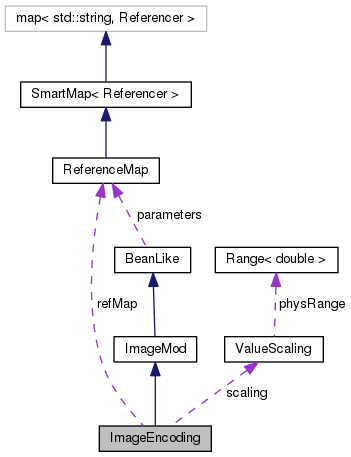 map< std::string, Referencer >
SmartMap< Referencer >
ReferenceMap
parameters
BeanLike
Range< double >
refMap
physRange
ImageMod
ValueScaling
scaling
ImageEncoding